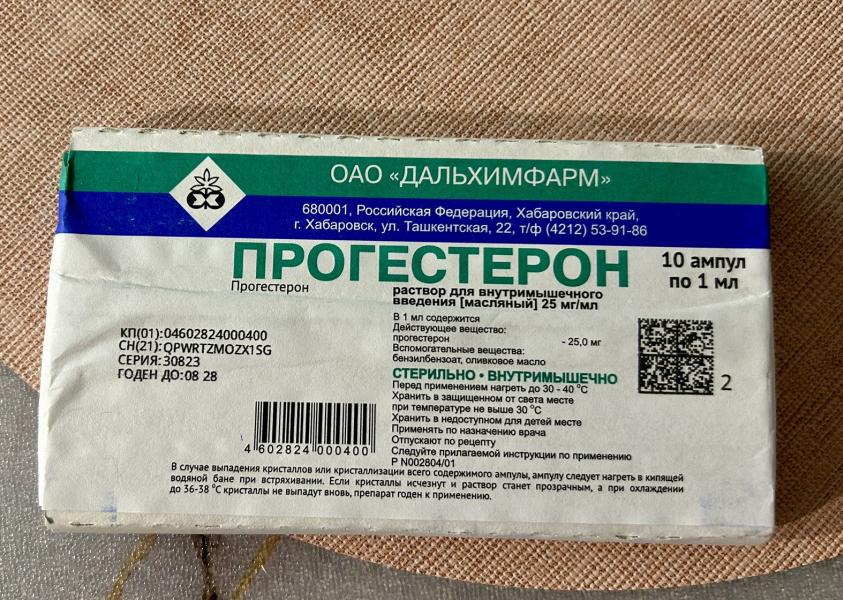 ОАО «ДАЛЬХИМФАРМ»
680001, Российская Федерация, Хабаровский край,
г. Хабаровск, ул. Ташкентская, 22, т/ф (4212) 53-91-86
ПРОГЕСТЕРОН
Прогестерон
10 ампул
по 1 мл
раствор для внутримышечного
введения [масляный] 25 мг/мл
В 1 мл содержится
Действующее вещество:
прогестерон - 25,0 мг
Вспомогательные вещества:
бензилбензоат, оливковое масло
СТЕРИЛЬНО • ВНУТРИМЫШЕЧНО
Перед применением нагреть до 30 - 40 °С
Хранить в защищенном от света месте
при температуре не выше 30 °С
Хранить в недоступном для детей месте
Применять по назначению врача
Отпускают по рецепту
Следуйте прилагаемой инструкции по применению
Р N002804/01
КП(01):04602824000400
СН(21):QPWRTZMOZX1SG
СЕРИЯ:30823
ГОДЕН ДО:08 28
2
4 602824 000400
В случае выпадения кристаллов или кристаллизации всего содержимого ампулы, ампулу следует нагреть в кипящей
водяной бане при встряхивании. Если кристаллы исчезнут и раствор станет прозрачным, а при охлаждении
до 36-38 °С кристаллы не выпадут вновь, препарат годен к применению.